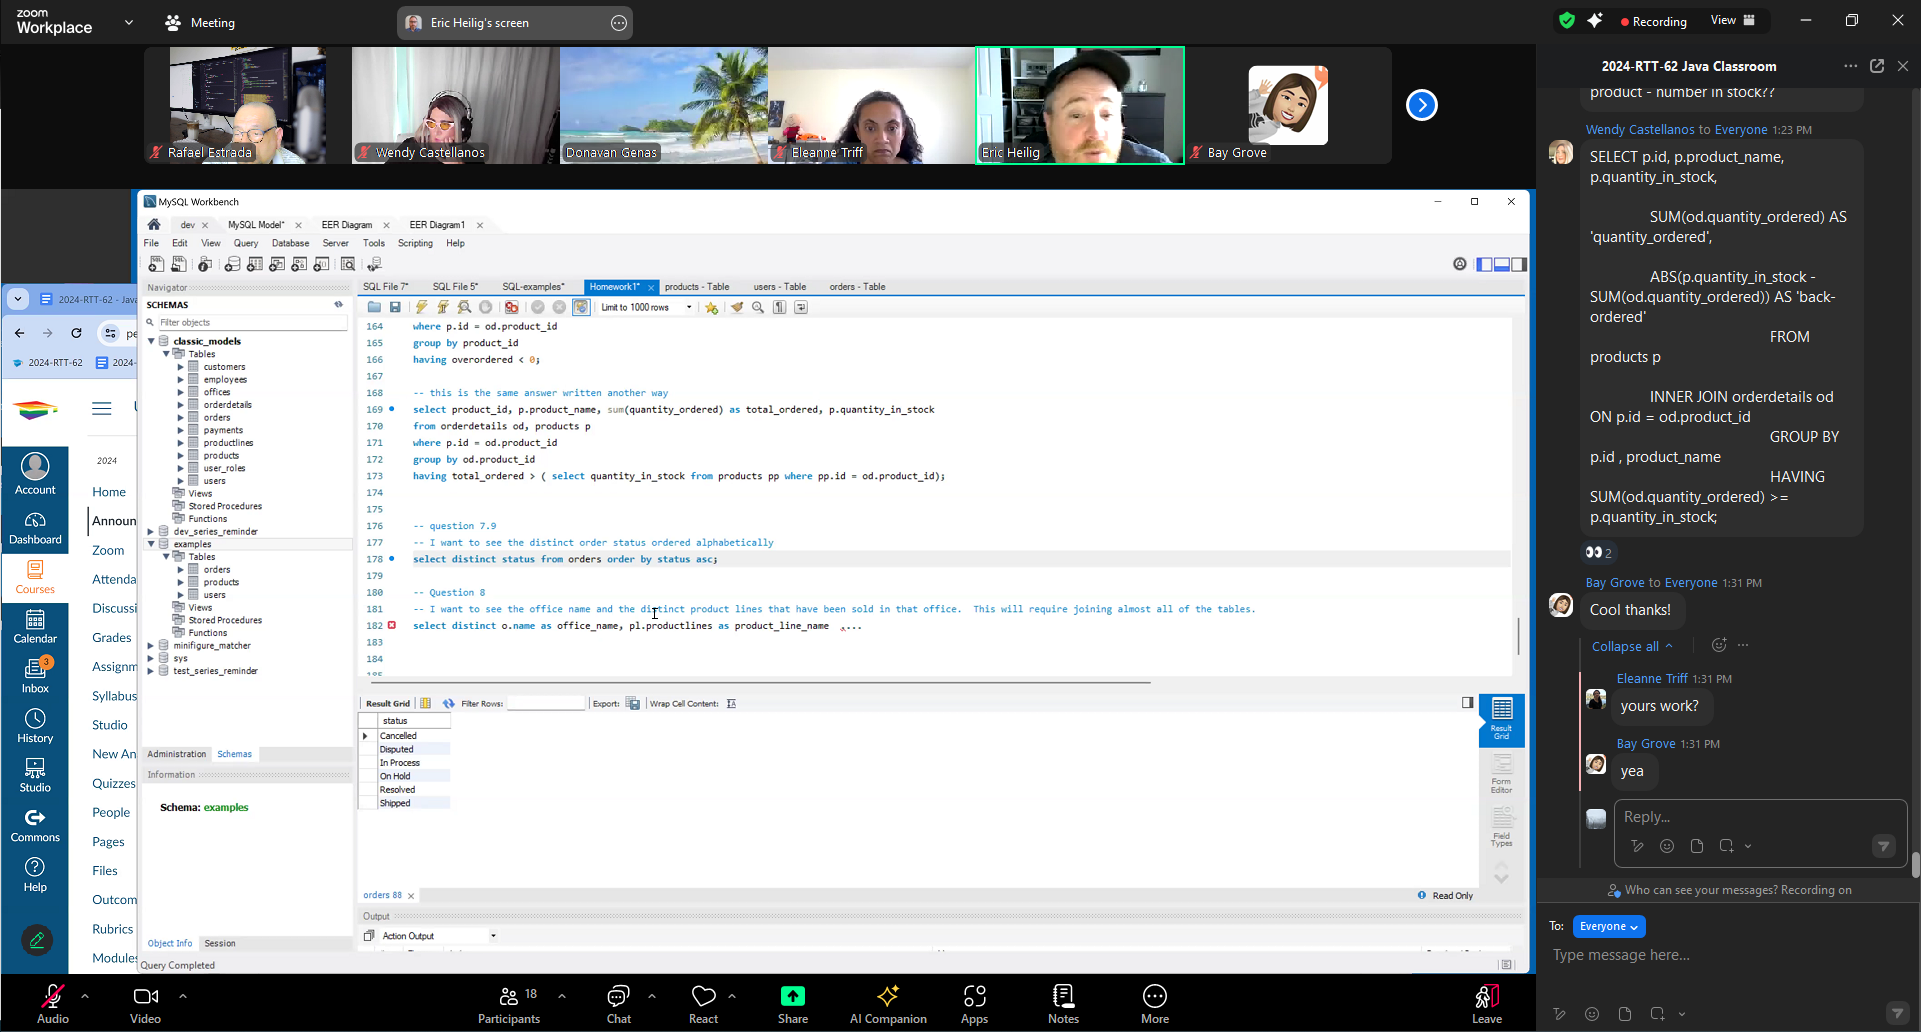 zoom
Workplace
Meeting
Eric Heilig's screen
Recording
View
Rafael Estrada
Wendy Castellanos
Donavan Genas
Eleanne Triff
Eric Heilig
Bay Grove
2024-RTT-62 Java Classroom
product - number in stock??
Wendy Castellanos to Everyone 1:23 PM
SELECT p.id, p.product_name,
p.quantity_in_stock,
SUM(od.quantity_ordered) AS
'quantity_ordered',
ABS(p.quantity_in_stock -
SUM(od.quantity_ordered)) AS 'back-
ordered'
FROM
products p
INNER JOIN orderdetails od
ON p.id = od.product_id
GROUP BY
p.id , product_name
HAVING
SUM(od.quantity_ordered) >=
p.quantity_in_stock;
2
Bay Grove to Everyone 1:31 PM
Cool thanks!
Collapse all
Eleanne Triff 1:31 PM
yours work?
Bay Grove 1:31 PM
yea
Reply...
Who can see your messages? Recording on
To: Everyone
Type message here...
MySQL Workbench
dev
MySQL Model*
EER Diagram
EER Diagram1
File Edit View Query Database Server Tools Scripting Help
Navigator
SCHEMAS
Filter objects
classic_models
Tables
customers
employees
offices
orderdetails
orders
payments
productlines
products
user_roles
users
Views
Stored Procedures
Functions
dev_series_reminder
examples
Tables
orders
products
users
Views
Stored Procedures
Functions
minifigure_matcher
sys
test_series_reminder
Administration Schemas
Information
Schema: examples
Object Info Session
Query Completed
SQL File 7* SQL File 5* SQL-examples* Homework1* products - Table users - Table orders - Table
Limit to 1000 rows
164 where p.id = od.product_id
165 group by product_id
166 having overordered < 0;
167
168 -- this is the same answer written another way
169 select product_id, p.product_name, sum(quantity_ordered) as total_ordered, p.quantity_in_stock
170 from orderdetails od, products p
171 where p.id = od.product_id
172 group by od.product_id
173 having total_ordered > ( select quantity_in_stock from products pp where pp.id = od.product_id);
174
175
176 -- question 7.9
177 -- I want to see the distinct order status ordered alphabetically
178 select distinct status from orders order by status asc;
179
180 -- Question 8
181 -- I want to see the office name and the distinct product lines that have been sold in that office. This will require joining almost all of the tables.
182 select distinct o.name as office_name, pl.productlines as product_line_name ....
183
184
185
Result Grid Filter Rows: Export: Wrap Cell Content:
status
Cancelled
Disputed
In Process
On Hold
Resolved
Shipped
Result
Grid
Form
Editor
Field
Types
orders 88
Read Only
Output
Action Output
2024-RTT-62 - Java
pe
2024-RTT-62
2024-
2024
Account
Dashboard
Courses
Calendar
3
Inbox
History
Studio
Commons
Help
Home
Announ
Zoom
Attenda
Discussi
Grades
Assignm
Syllabus
Studio
New An
Quizzes
People
Pages
Files
Outcom
Rubrics
Modules
Audio
Video
18
Participants
Chat
React
Share
AI Companion
Apps
Notes
More
Leave